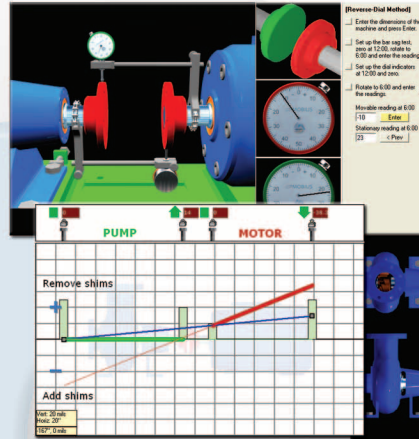 [Reverse-Dial Method]
Enter the dimensions of the
machine and press Enter.
Set up the bar sag test,
zero at 12:00, rotate to
6:00 and enter the reading
Set up the dial indicators
at 12:00 and zero.
Rotate to 6:00 and enter
the readings.
Movable reading at 6:00
-10 Enter
Stationary reading at 6:00
23 < Prev
PUMP
MOTOR
Remove shims
Add shims
Vert: 20 mils
Horiz: 20"
-167", 0 mils